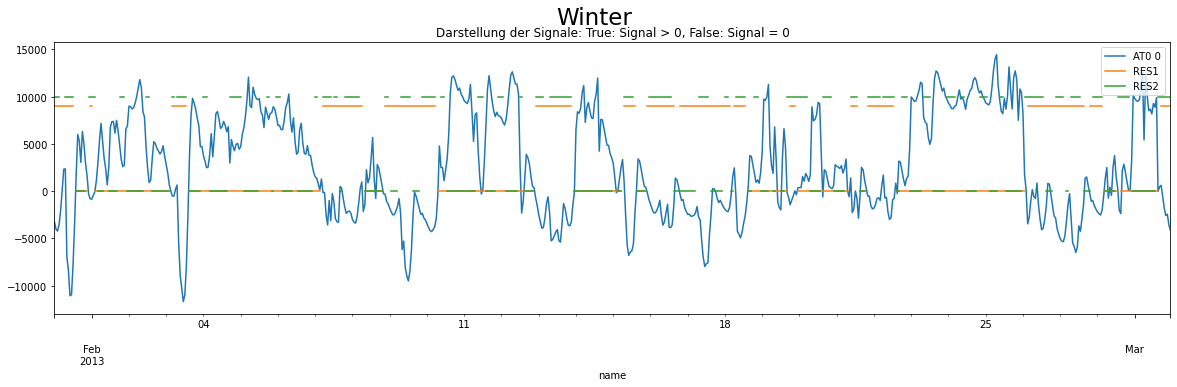 Winter
Darstellung der Signale: True: Signal > 0, False: Signal = 0
15000
10000
5000
0
−5000
−10000
AT0 0
RES1
RES2
04
11
18
25
Feb
2013
Mar
name